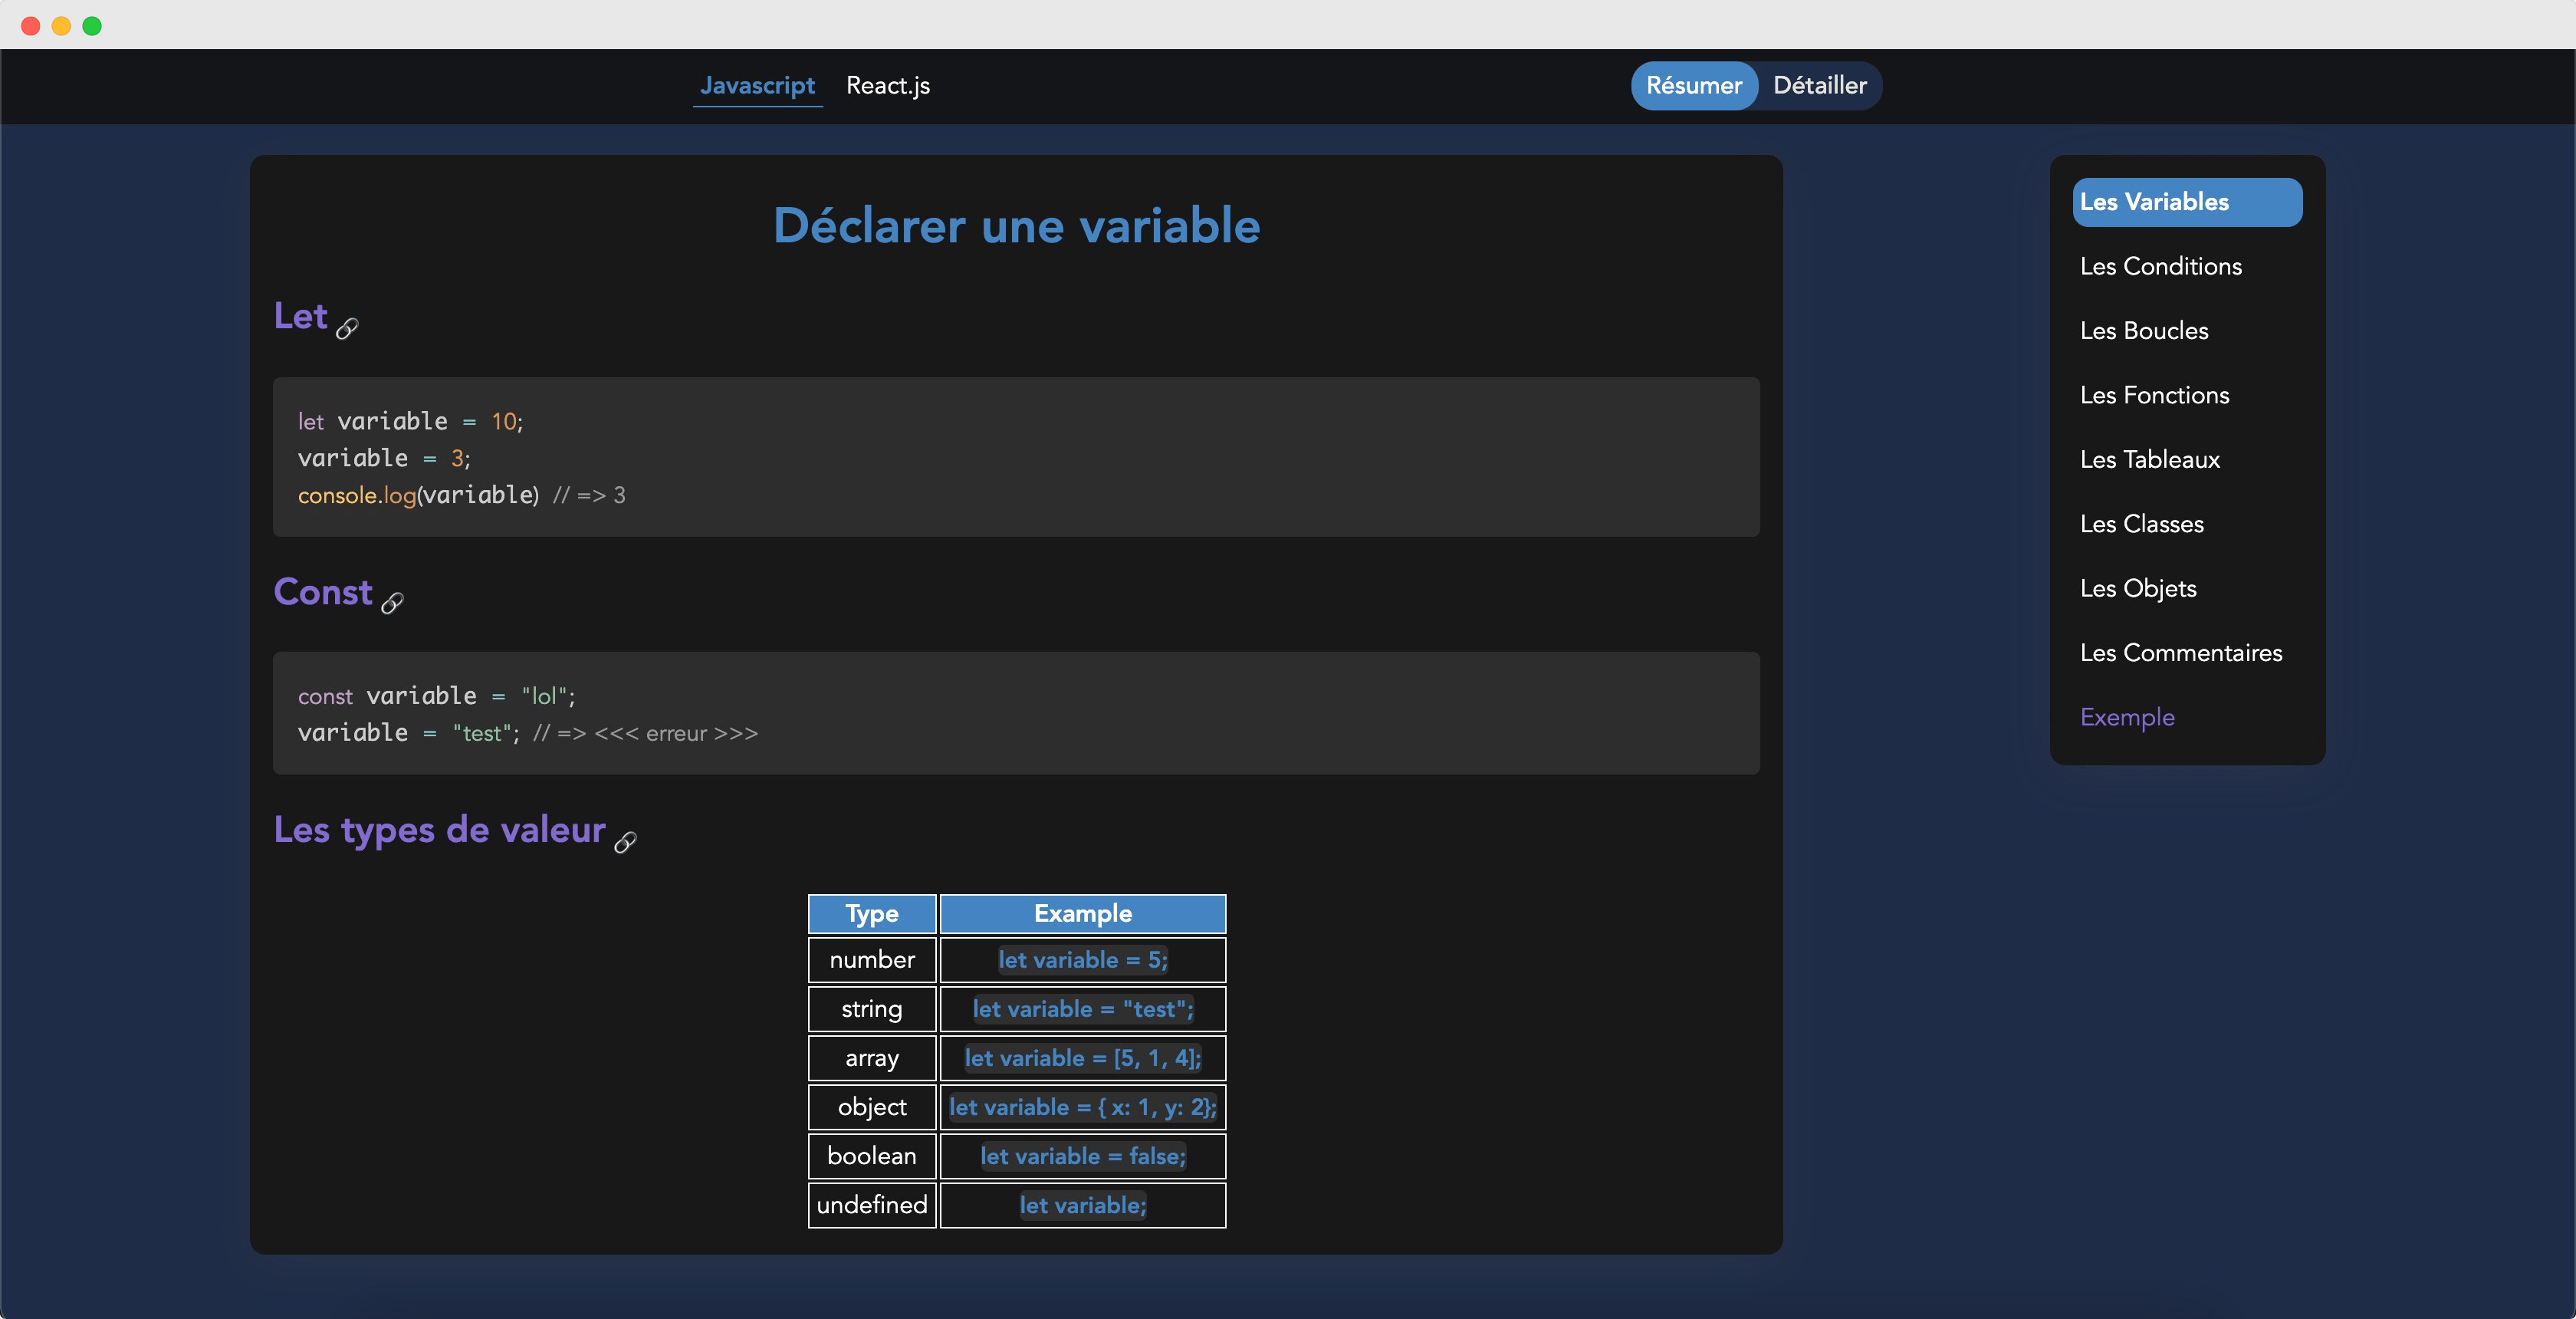 Javascript React.js Résumer Détailler
Déclarer une variable
Let
let variable = 10;
variable = 3;
console.log(variable) // => 3
Const
const variable = "lol";
variable = "test"; // => <<< erreur >>>
Les types de valeur
Type Example
number let variable = 5;
string let variable = "test";
array let variable = [5, 1, 4];
object let variable = { x: 1, y: 2};
boolean let variable = false;
undefined let variable;
Les Variables
Les Conditions
Les Boucles
Les Fonctions
Les Tableaux
Les Classes
Les Objets
Les Commentaires
Exemple